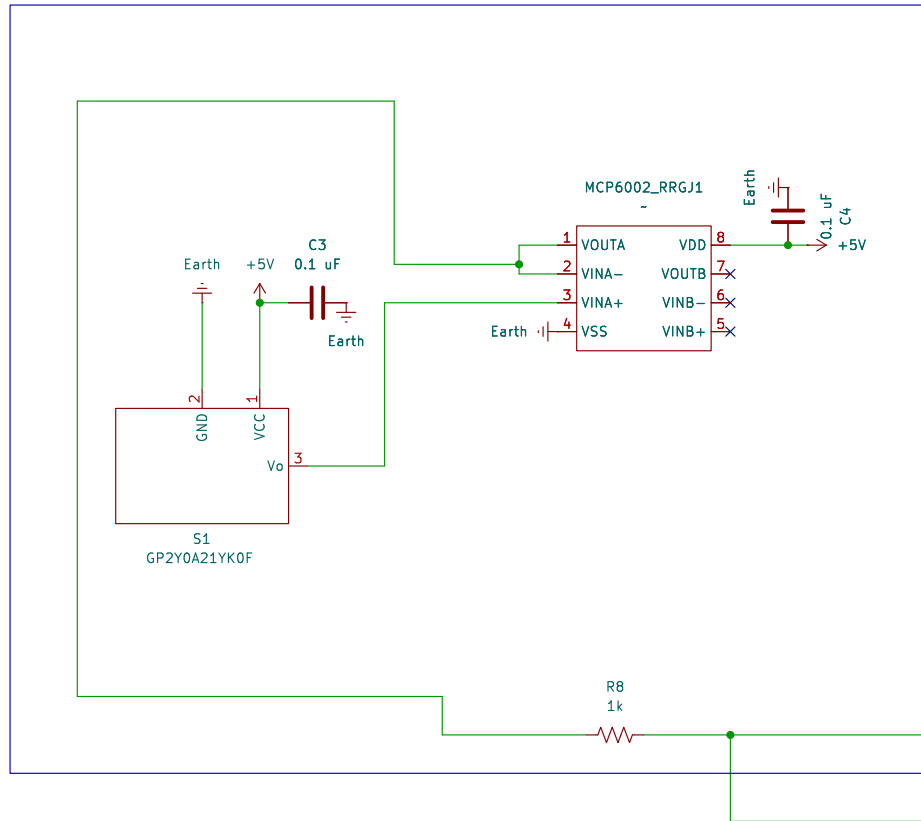 MCP6002_RRGJ1
~
Earth
0.1 uF
C4
+5V
1
VOUTA
VDD
8
2
VINA-
VOUTB
7
3
VINA+
VINB-
6
Earth
4
VSS
VINB+
5
C3
0.1 uF
Earth
+5V
Earth
2
1
GND
VCC
Vo
3
S1
GP2Y0A21YK0F
R8
1k